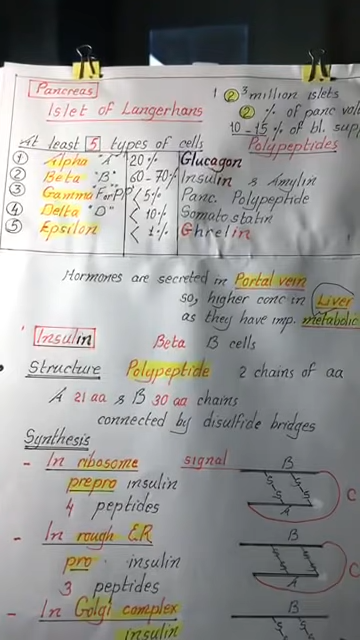 Pancreas
1 ② 3 million islets
Islet of Langerhans
② % of panc
10-15 % of bl.
At least 5 types of cells
Polypeptides
① Alpha "A" 20% Glucagon
② Beta "B" 60-70% Insulin & Amylin
③ Gamma "F or PP" < 5% Panc. Polypeptide
④ Delta "D" < 10% Somatostatin
⑤ Epsilon < 1% Ghrelin
Hormones are secreted in Portal vein
so, higher conc in Liver
as they have imp. metabolic
Insulin Beta B cells
Structure Polypeptide 2 chains of aa
A 21 aa & B 30 aa chains
connected by disulfide bridges
Synthesis
- In ribosome signal B
prepro insulin S S S S
4 peptides A C
- In rough ER B
pro insulin S S S S
3 peptides A C
- In Golgi complex B
insulin